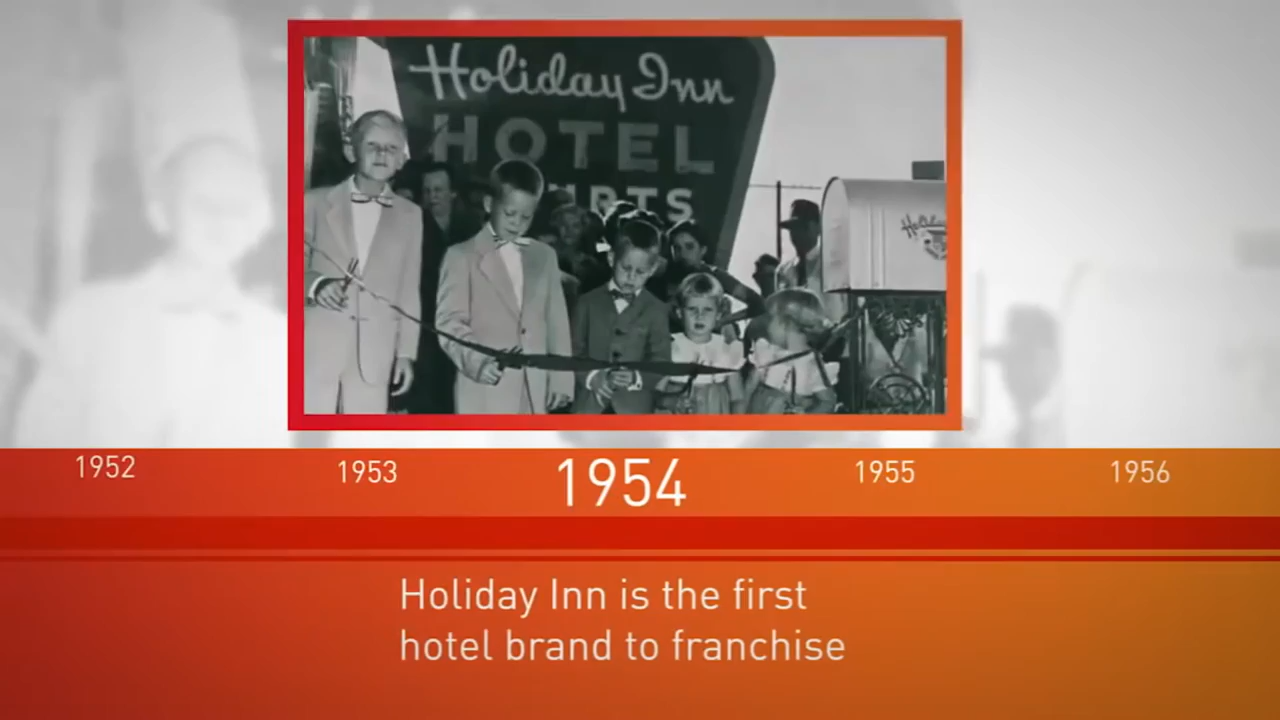 Holiday Inn
HOTEL
1952
1953
1954
1955
1956
Holiday Inn is the first
hotel brand to franchise